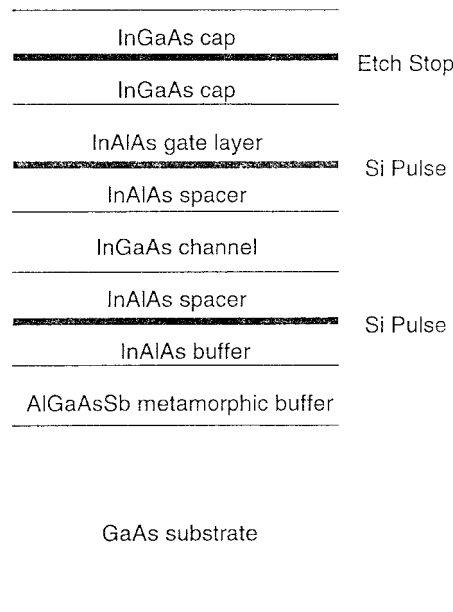 InGaAs cap
Etch Stop
InGaAs cap
InAlAs gate layer
Si Pulse
InAlAs spacer
InGaAs channel
InAlAs spacer
Si Pulse
InAlAs buffer
AlGaAsSb metamorphic buffer
GaAs substrate